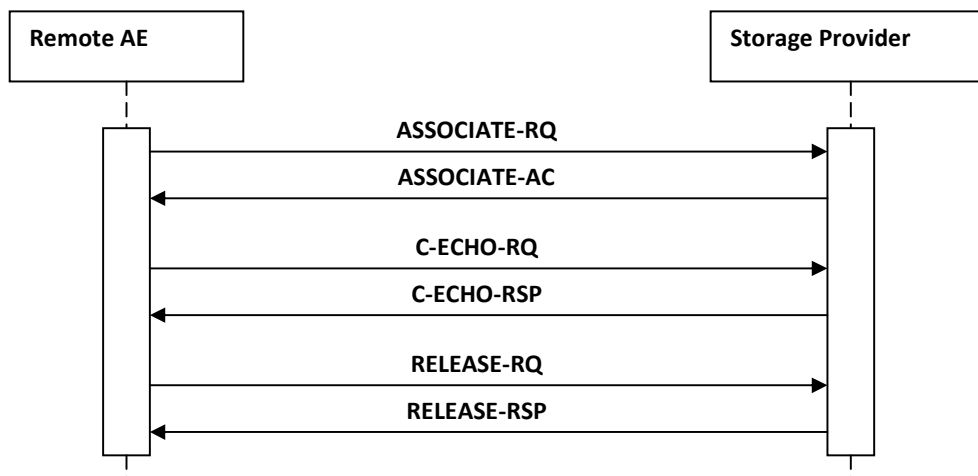 Remote AE
Storage Provider
ASSOCIATE-RQ
ASSOCIATE-AC
C-ECHO-RQ
C-ECHO-RSP
RELEASE-RQ
RELEASE-RSP